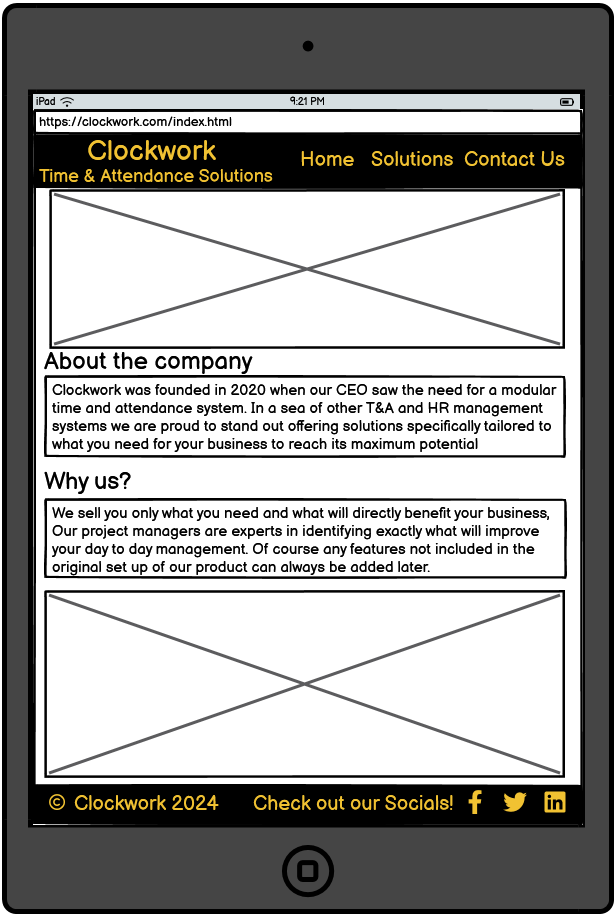 iPad 9:21 PM
https://clockwork.com/index.html
Clockwork
Time & Attendance Solutions
Home Solutions Contact Us
About the company
Clockwork was founded in 2020 when our CEO saw the need for a modular
time and attendance system. In a sea of other T&A and HR management
systems we are proud to stand out offering solutions specifically tailored to
what you need for your business to reach its maximum potential
Why us?
We sell you only what you need and what will directly benefit your business,
Our project managers are experts in identifying exactly what will improve
your day to day management. Of course any features not included in the
original set up of our product can always be added later.
© Clockwork 2024 Check out our Socials!